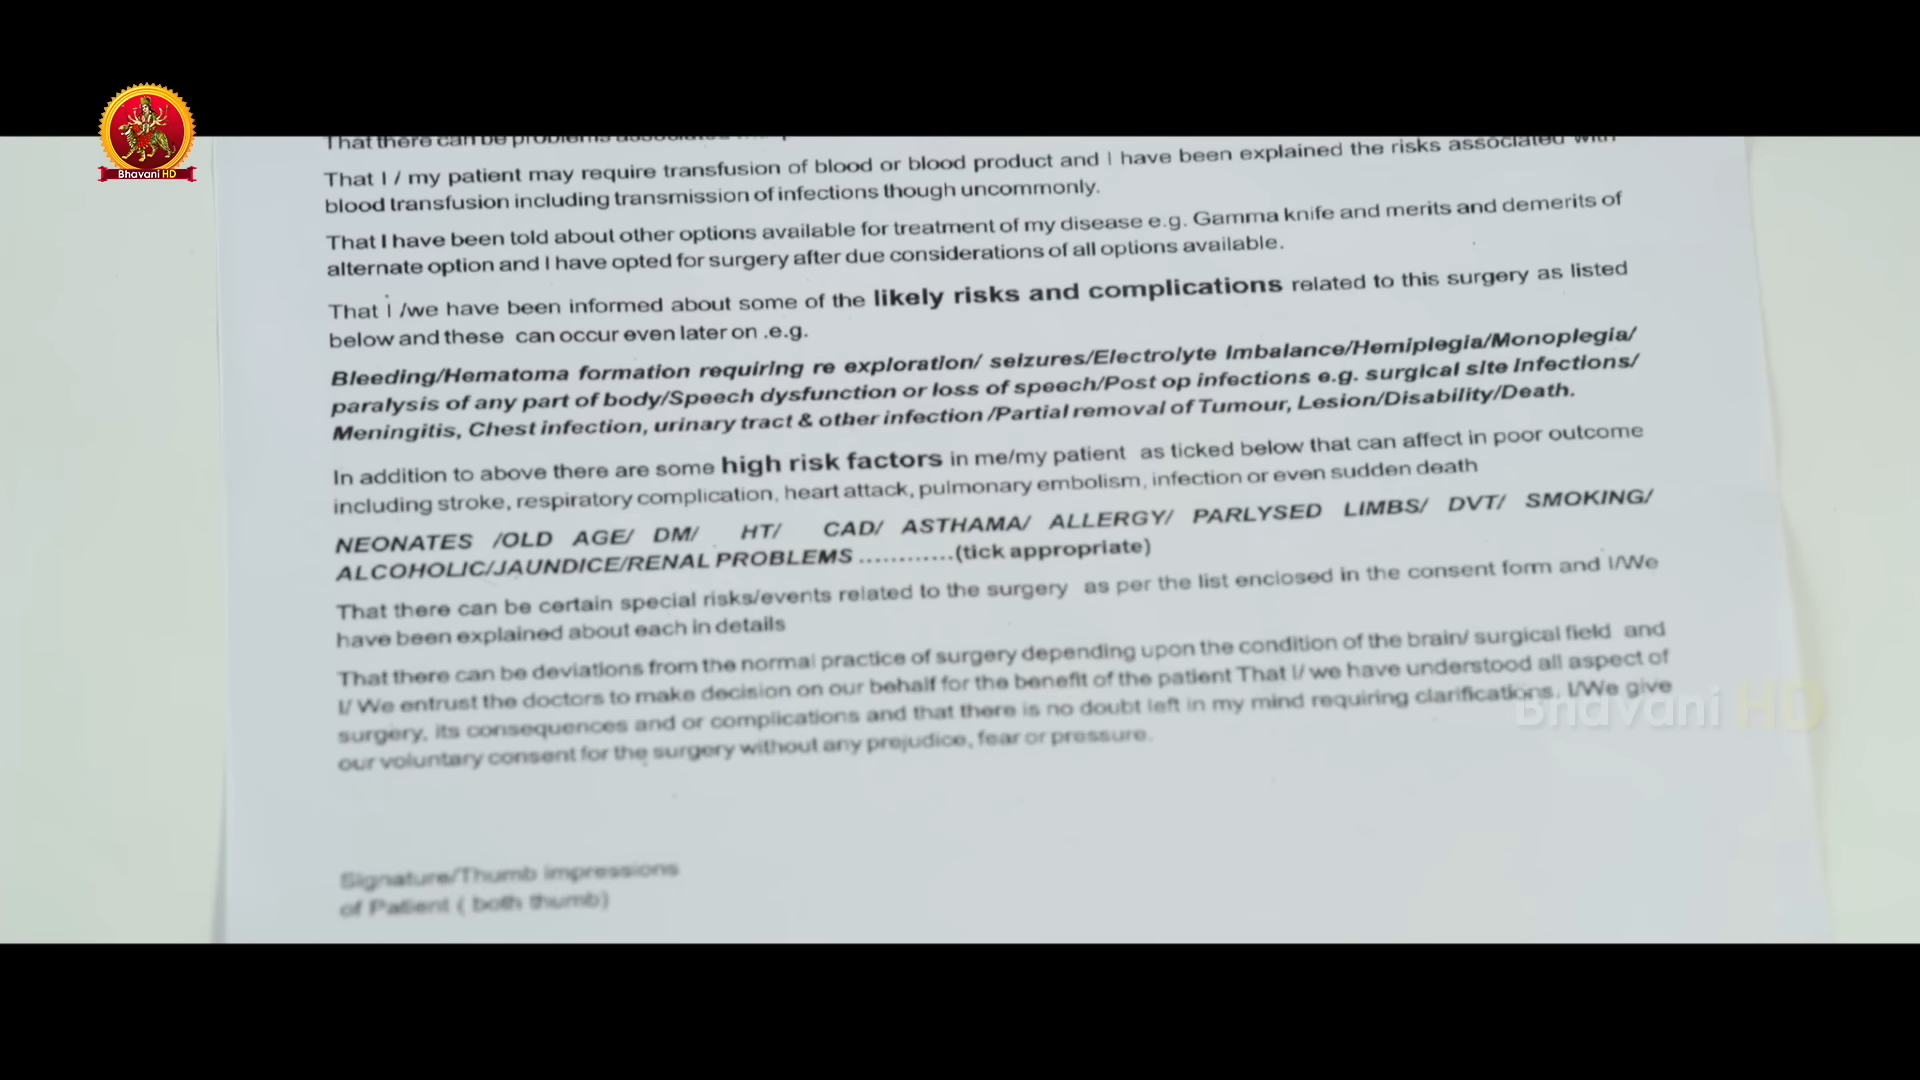 Bhavani HD
That there can be problems associated
That I / my patient may require transfusion of blood or blood product and I have been explained the risks associated with
blood transfusion including transmission of infections though uncommonly.
That I have been told about other options available for treatment of my disease e.g. Gamma knife and merits and demerits of
alternate option and I have opted for surgery after due considerations of all options available.
That I /we have been informed about some of the likely risks and complications related to this surgery as listed
below and these can occur even later on .e.g.
Bleeding/Hematoma formation requiring re exploration/ seizures/Electrolyte Imbalance/Hemiplegia/Monoplegia/
paralysis of any part of body/Speech dysfunction or loss of speech/Post op infections e.g. surgical site Infections/
Meningitis, Chest infection, urinary tract & other infection /Partial removal of Tumour, Lesion/Disability/Death.
In addition to above there are some high risk factors in me/my patient as ticked below that can affect in poor outcome
including stroke, respiratory complication, heart attack, pulmonary embolism, infection or even sudden death
NEONATES /OLD AGE/ DM/ HT/ CAD/ ASTHAMA/ ALLERGY/ PARLYSED LIMBS/ DVT/ SMOKING/
ALCOHOLIC/JAUNDICE/RENAL PROBLEMS ............(tick appropriate)
That there can be certain special risks/events related to the surgery as per the list enclosed in the consent form and I/We
have been explained about each in details
That there can be deviations from the normal practice of surgery depending upon the condition of the brain/ surgical field and
I/ We entrust the doctors to make decision on our behalf for the benefit of the patient That I/ we have understood all aspect of
surgery, its consequences and or complications and that there is no doubt left in my mind requiring clarifications. I/We give
our voluntary consent for the surgery without any prejudice, fear or pressure.
Bhavani HD
Signature/Thumb impressions
of Patient ( both thumb)